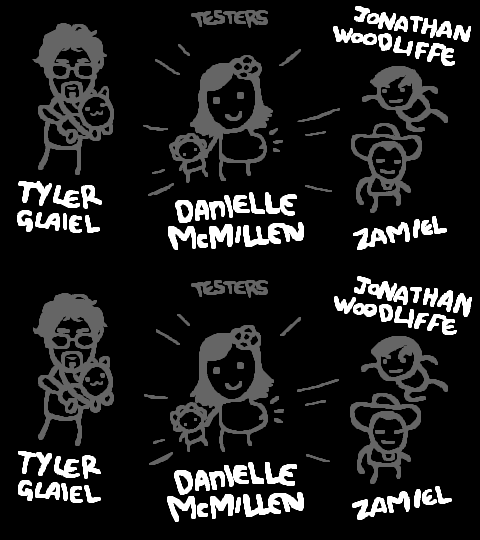 TESTERS
JONATHAN
WOODLIFFE
TYLER
GLAIEL
DANIELLE
McMILLEN
ZAMIEL
TESTERS
JONATHAN
WOODLIFFE
TYLER
GLAIEL
DANIELLE
McMILLEN
ZAMIEL